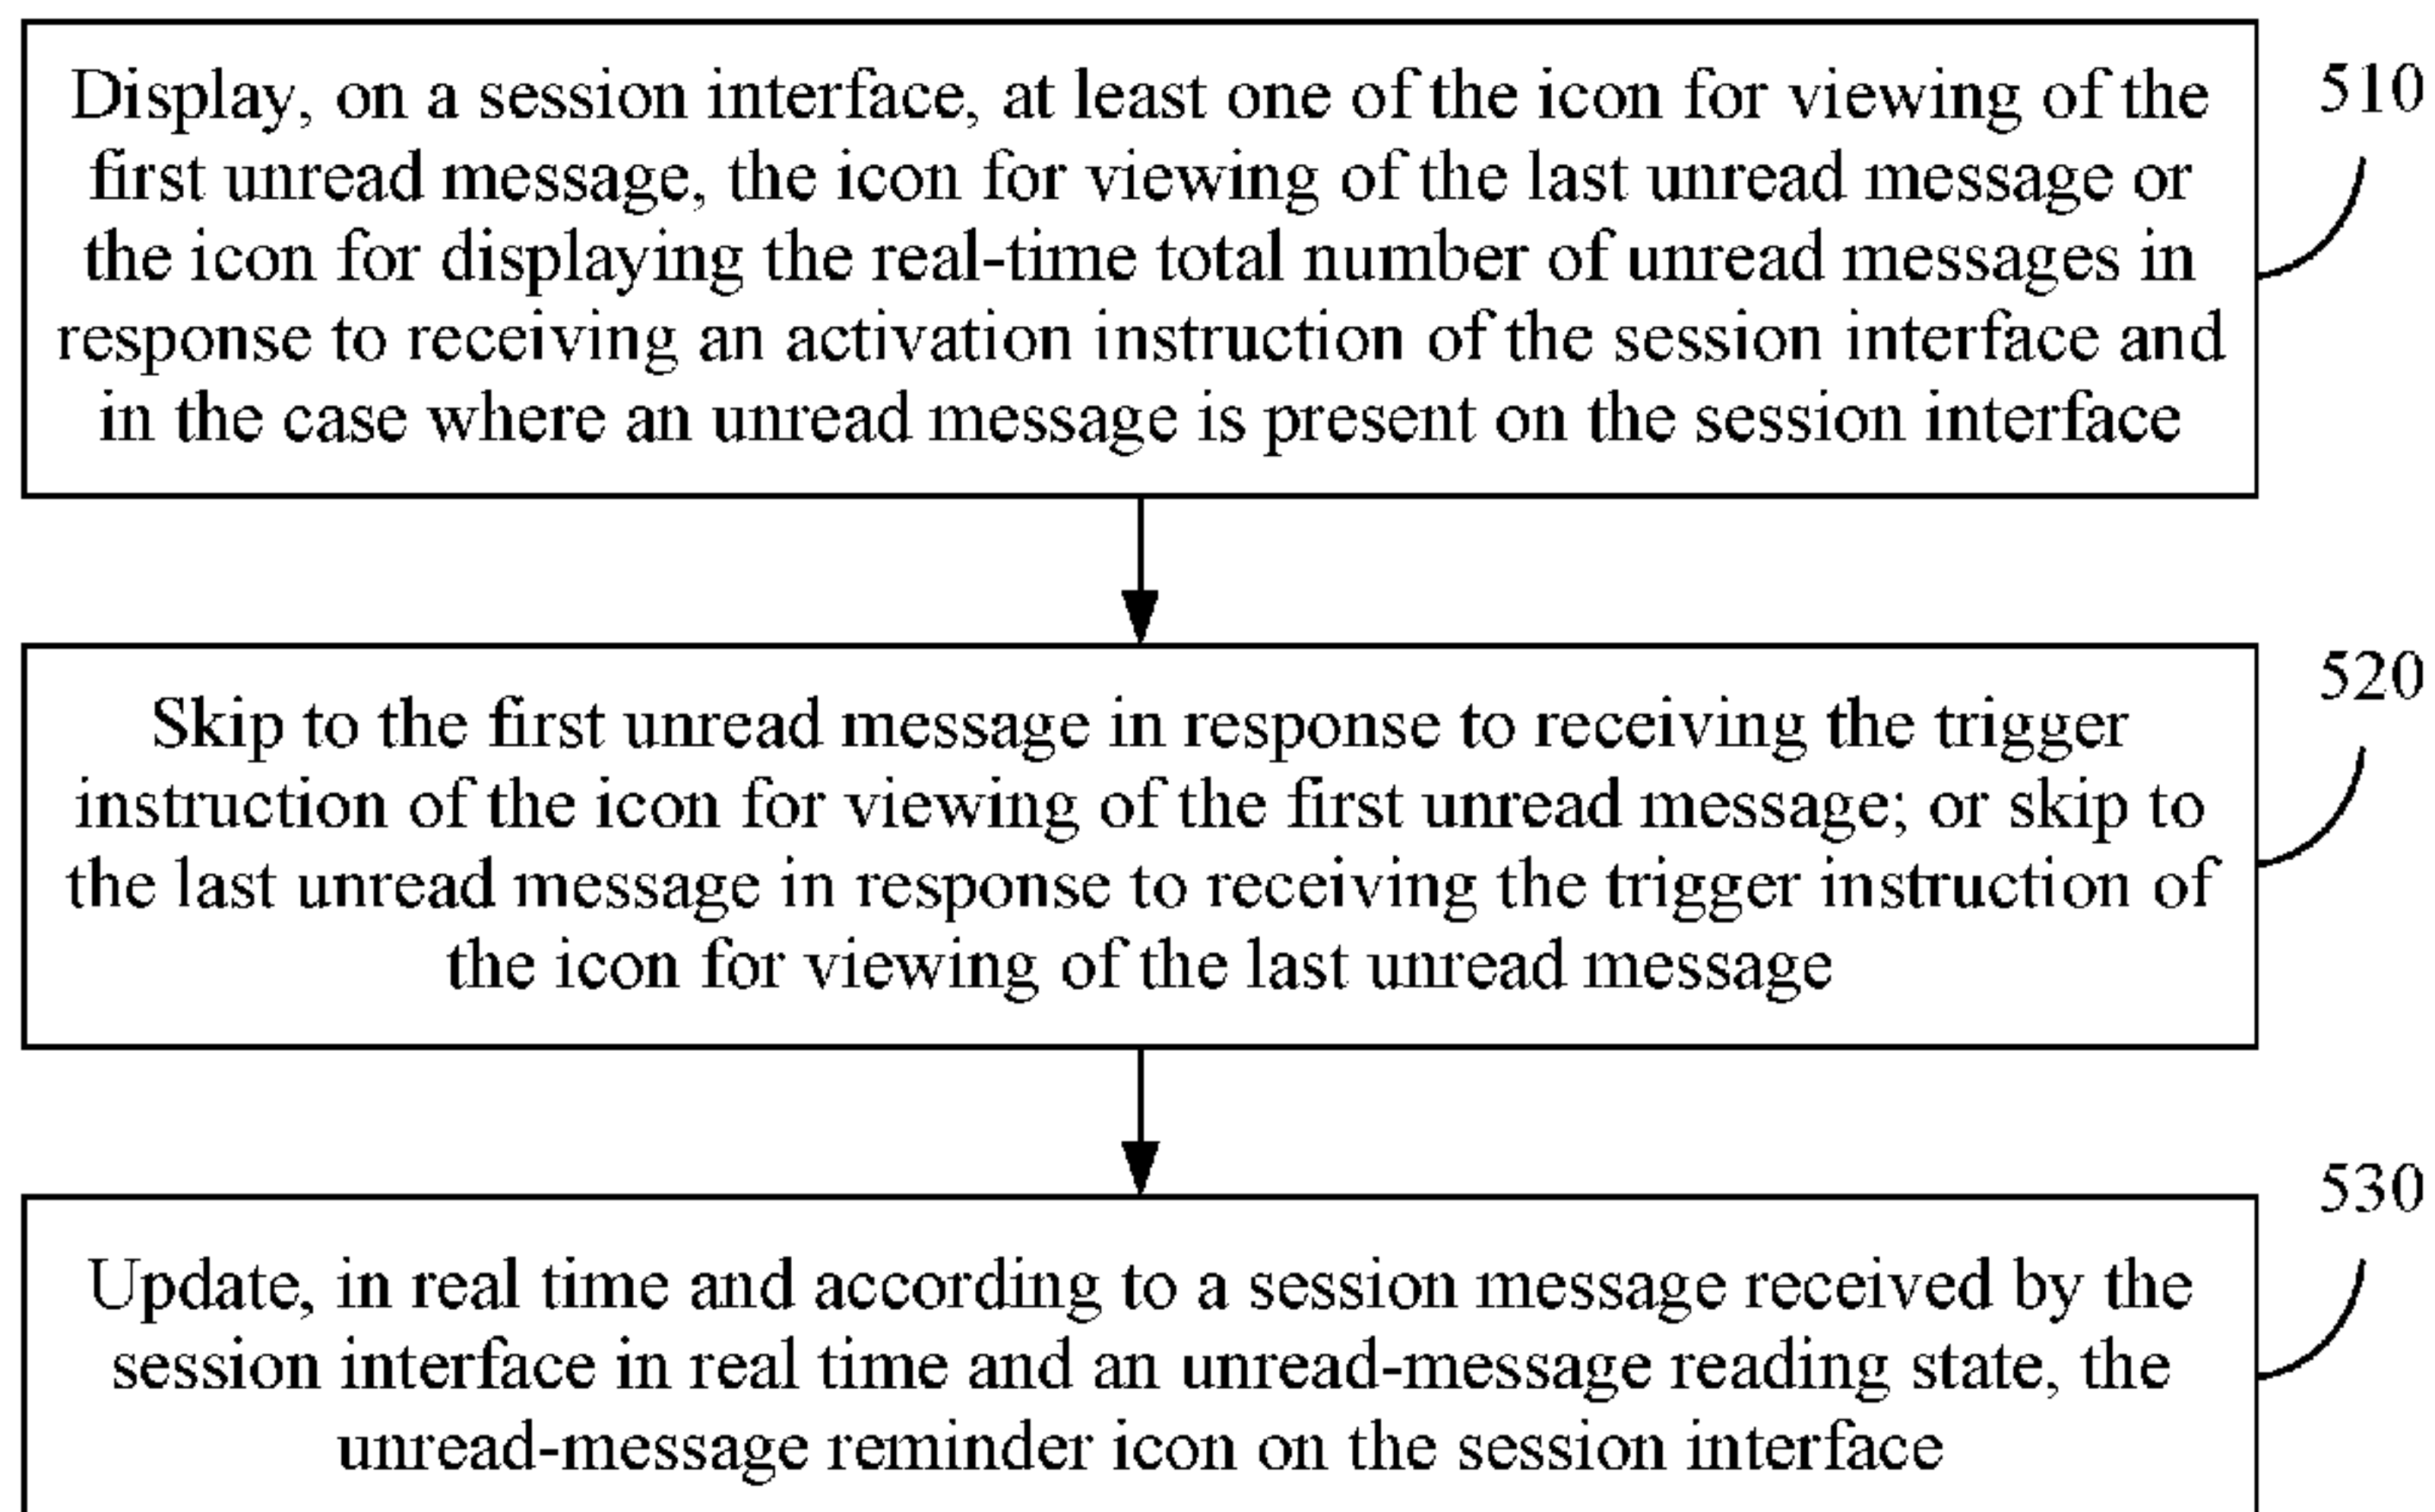 Display, on a session interface, at least one of the icon for viewing of the
first unread message, the icon for viewing of the last unread message or
the icon for displaying the real-time total number of unread messages in
response to receiving an activation instruction of the session interface and
in the case where an unread message is present on the session interface
510
Skip to the first unread message in response to receiving the trigger
instruction of the icon for viewing of the first unread message; or skip to
the last unread message in response to receiving the trigger instruction of
the icon for viewing of the last unread message
520
Update, in real time and according to a session message received by the
session interface in real time and an unread-message reading state, the
unread-message reminder icon on the session interface
530